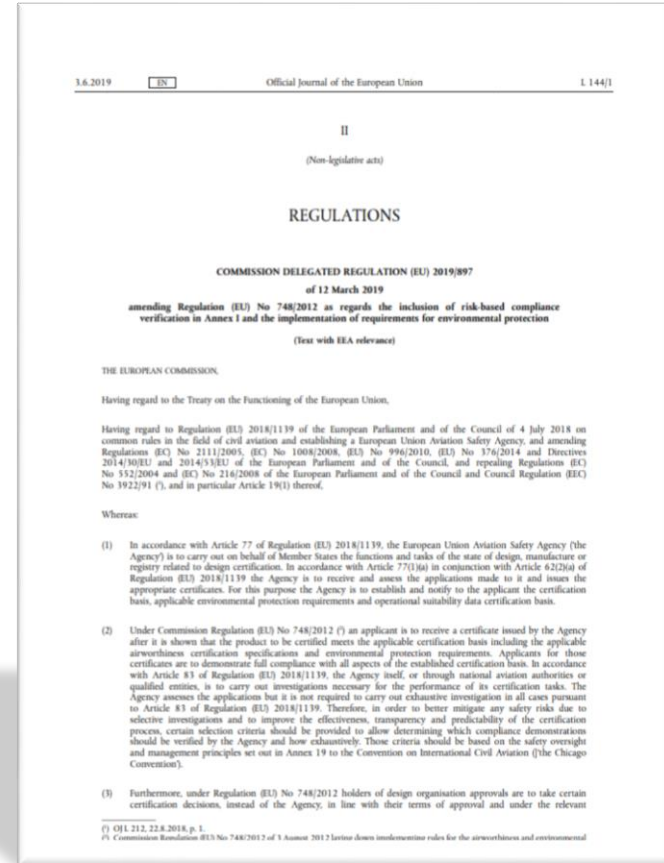 3.6.2019 EN Official Journal of the European Union L 144/1
II
(Non-legislative acts)
REGULATIONS
COMMISSION DELEGATED REGULATION (EU) 2019/897
of 12 March 2019
amending Regulation (EU) No 748/2012 as regards the inclusion of risk-based compliance
verification in Annex I and the implementation of requirements for environmental protection
(Text with EEA relevance)
THE EUROPEAN COMMISSION,
Having regard to the Treaty on the Functioning of the European Union,
Having regard to Regulation (EU) 2018/1139 of the European Parliament and of the Council of 4 July 2018 on
common rules in the field of civil aviation and establishing a European Union Aviation Safety Agency, and amending
Regulations (EC) No 2111/2005, (EC) No 1008/2008, (EU) No 996/2010, (EU) No 376/2014 and Directives
2014/30/EU and 2014/53/EU of the European Parliament and of the Council, and repealing Regulations (EC)
No 552/2004 and (EC) No 216/2008 of the European Parliament and of the Council and Council Regulation (EEC)
No 3922/91 (¹), and in particular Article 19(1) thereof,
Whereas:
(1) In accordance with Article 77 of Regulation (EU) 2018/1139, the European Union Aviation Safety Agency ('the
Agency') is to carry out on behalf of Member States the functions and tasks of the state of design, manufacture or
registry related to design certification. In accordance with Article 77(1)(a) in conjunction with Article 62(2)(a) of
Regulation (EU) 2018/1139 the Agency is to receive and assess the applications made to it and issues the
appropriate certificates. For this purpose the Agency is to establish and notify to the applicant the certification
basis, applicable environmental protection requirements and operational suitability data certification basis.
(2) Under Commission Regulation (EU) No 748/2012 (²) an applicant is to receive a certificate issued by the Agency
after it is shown that the product to be certified meets the applicable certification basis including the applicable
airworthiness certification specifications and environmental protection requirements. Applicants for those
certificates are to demonstrate full compliance with all aspects of the established certification basis. In accordance
with Article 83 of Regulation (EU) 2018/1139, the Agency itself, or through national aviation authorities or
qualified entities, is to carry out investigations necessary for the performance of its certification tasks. The
Agency assesses the applications but it is not required to carry out exhaustive investigation in all cases pursuant
to Article 83 of Regulation (EU) 2018/1139. Therefore, in order to better mitigate any safety risks due to
selective investigations and to improve the effectiveness, transparency and predictability of the certification
process, certain selection criteria should be provided to allow determining which compliance demonstrations
should be verified by the Agency and how exhaustively. Those criteria should be based on the safety oversight
and management principles set out in Annex 19 to the Convention on International Civil Aviation ('the Chicago
Convention').
(3) Furthermore, under Regulation (EU) No 748/2012 holders of design organisation approvals are to take certain
certification decisions, instead of the Agency, in line with their terms of approval and under the relevant
(¹) OJ L 212, 22.8.2018, p. 1.
(²) Commission Regulation (EU) No 748/2012 of 3 August 2012 laying down implementing rules for the airworthiness and environmental